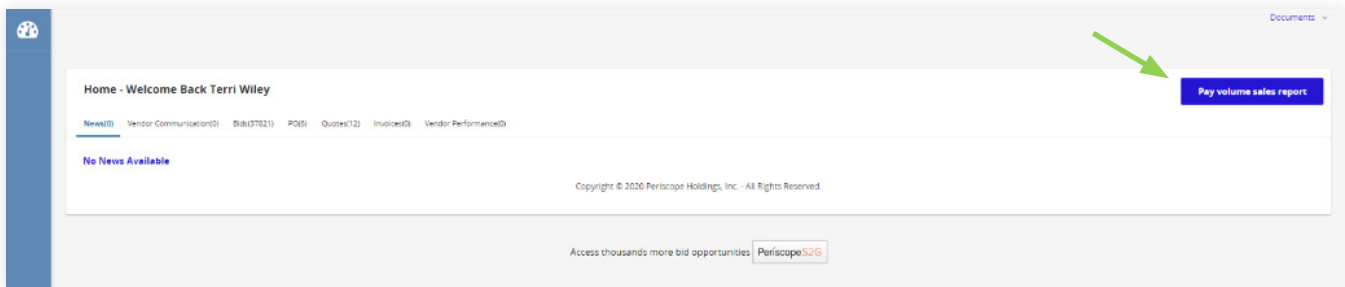 Documents
Home - Welcome Back Terri Wiley
Pay volume sales report
News(0) Vendor Communication(0) Bids(37821) PO(6) Quotes(12) Invoices(0) Vendor Performance(0)
No News Available
Copyright © 2020 Periscope Holdings, Inc. - All Rights Reserved.
Access thousands more bid opportunities PeriscopeS2G